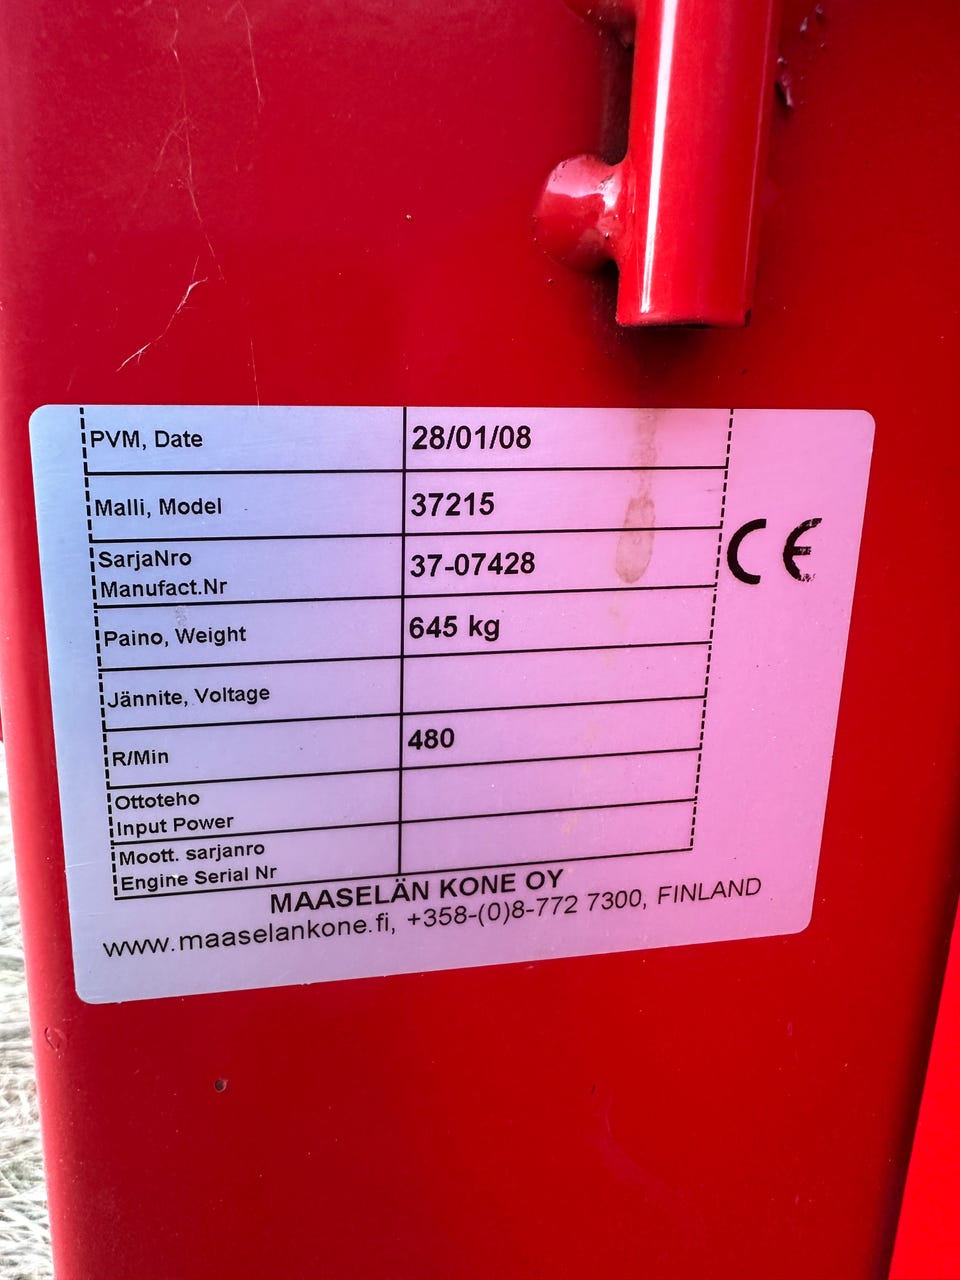 PVM, Date 28/01/08
Malli, Model 37215
SarjaNro
Manufact.Nr 37-07428
Paino, Weight 645 kg
Jännite, Voltage
R/Min 480
Ottoteho
Input Power
Moott. sarjanro
Engine Serial Nr
CE
MAASELÄN KONE OY
www.maaselankone.fi, +358-(0)8-772 7300, FINLAND